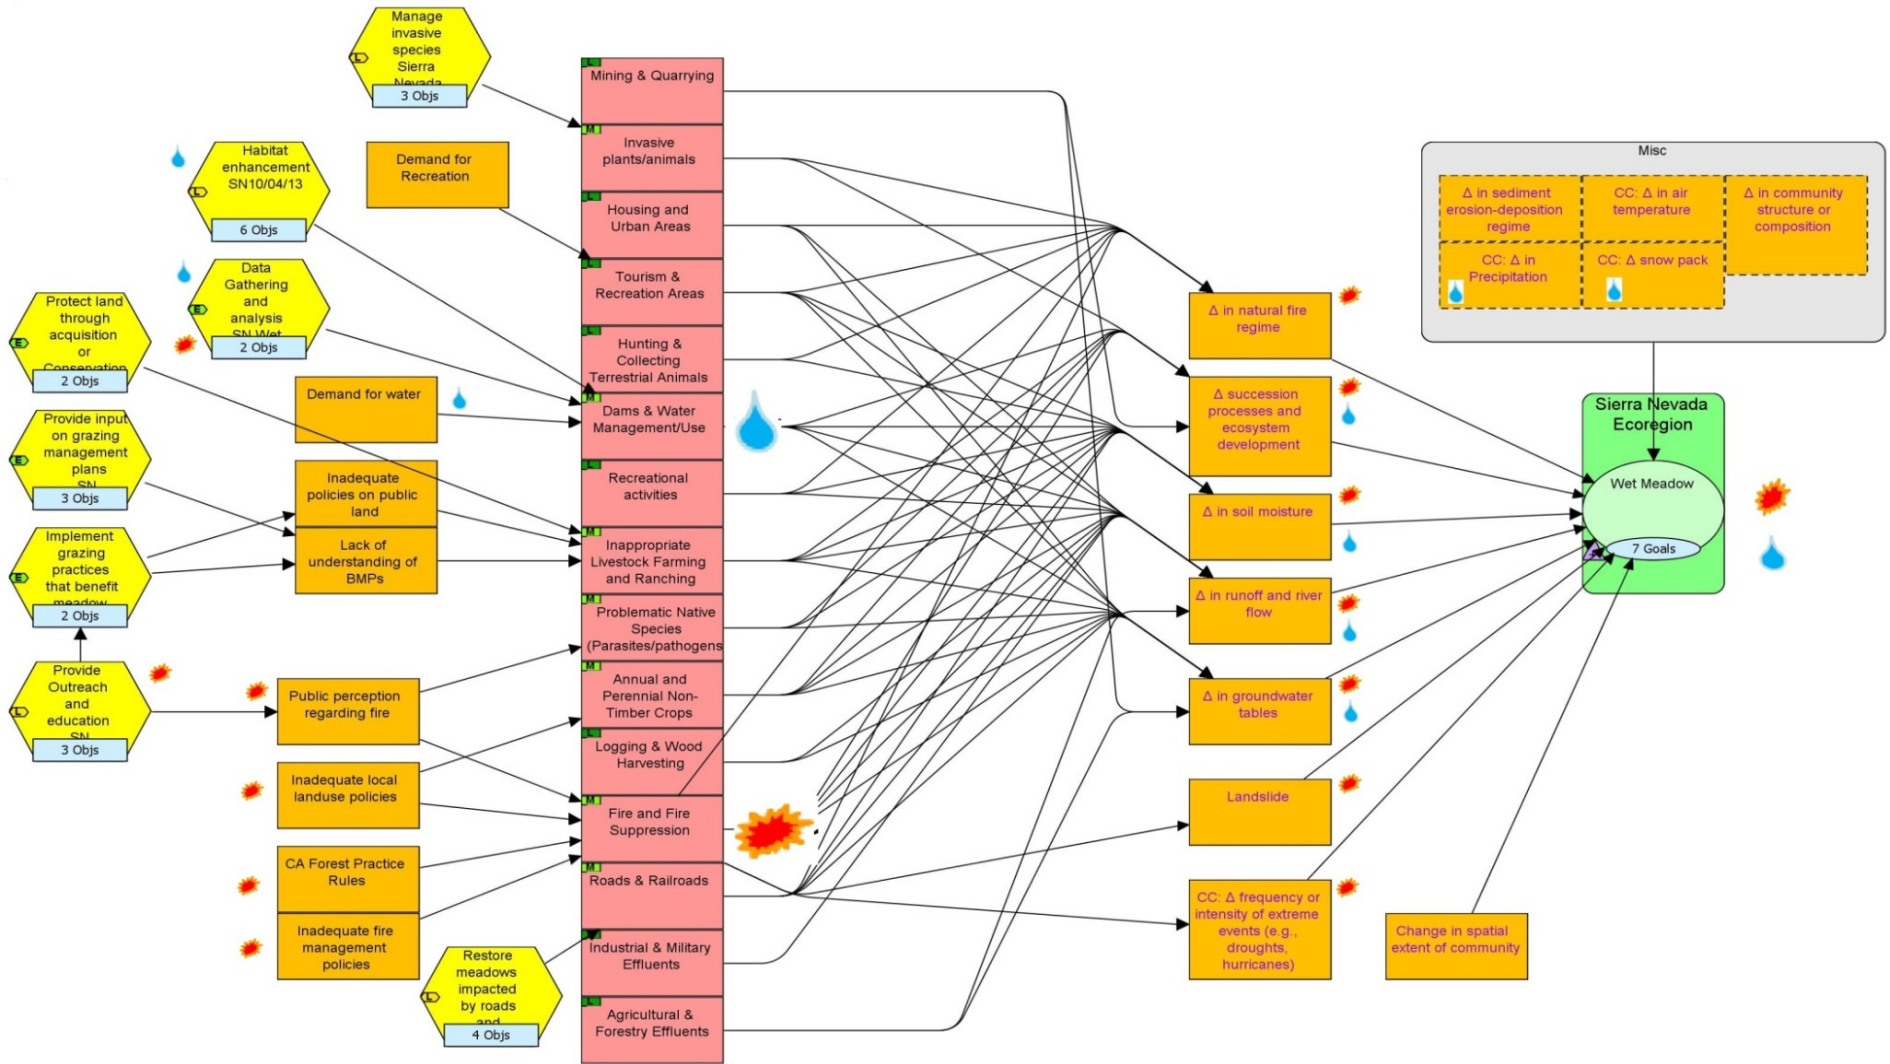 Manage
invasive
species
Sierra
Nevada
L
3 Objs
Habitat
enhancement
SN10/04/13
L
6 Objs
Demand for
Recreation
Data
Gathering
and
analysis
SN Wet
E
2 Objs
Protect land
through
acquisition
or
Conservation
E
2 Objs
Demand for water
Provide input
on grazing
management
plans
SN
E
3 Objs
Inadequate
policies on public
land
Lack of
understanding of
BMPs
Implement
grazing
practices
that benefit
meadow
E
2 Objs
Provide
Outreach
and
education
SN
L
3 Objs
Public perception
regarding fire
Inadequate local
landuse policies
CA Forest Practice
Rules
Inadequate fire
management
policies
Restore
meadows
impacted
by roads
and
L
4 Objs
L
Mining & Quarrying
M
Invasive
plants/animals
L
Housing and
Urban Areas
L
Tourism &
Recreation Areas
L
Hunting &
Collecting
Terrestrial Animals
M
Dams & Water
Management/Use
L
Recreational
activities
M
Inappropriate
Livestock Farming
and Ranching
M
Problematic Native
Species
(Parasites/pathogens
M
Annual and
Perennial Non-
Timber Crops
L
Logging & Wood
Harvesting
M
Fire and Fire
Suppression
M
Roads & Railroads
Industrial & Military
Effluents
L
Agricultural &
Forestry Effluents
Δ in natural fire
regime
Δ succession
processes and
ecosystem
development
Δ in soil moisture
Δ in runoff and river
flow
Δ in groundwater
tables
Landslide
CC: Δ frequency or
intensity of extreme
events (e.g.,
droughts,
hurricanes)
Change in spatial
extent of community
Misc
Δ in sediment
erosion-deposition
regime
CC: Δ in air
temperature
Δ in community
structure or
composition
CC: Δ in
Precipitation
CC: Δ snow pack
Sierra Nevada
Ecoregion
Wet Meadow
7 Goals